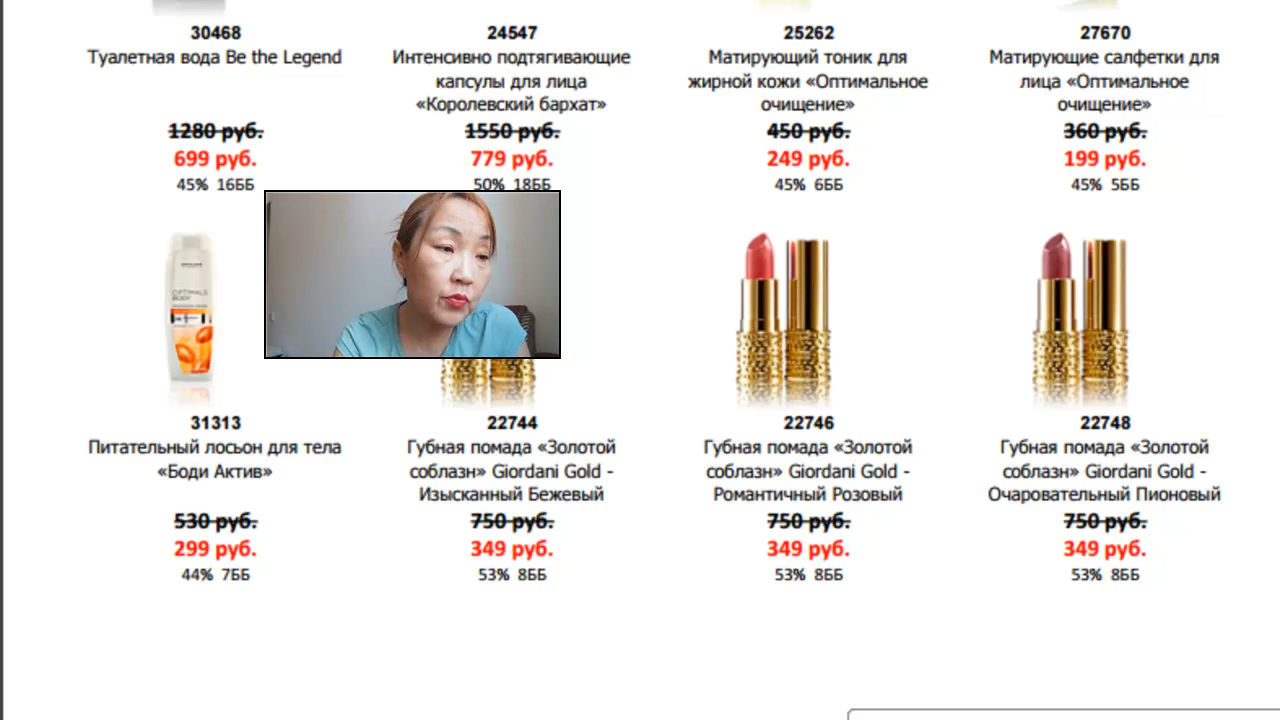 30468
Туалетная вода Be the Legend
1280 руб.
699 руб.
45% 16ББ
24547
Интенсивно подтягивающие
капсулы для лица
«Королевский бархат»
1550 руб.
779 руб.
50% 18ББ
25262
Матирующий тоник для
жирной кожи «Оптимальное
очищение»
450 руб.
249 руб.
45% 6ББ
27670
Матирующие салфетки для
лица «Оптимальное
очищение»
360 руб.
199 руб.
45% 5ББ
OPTIMALS
BODY
31313
Питательный лосьон для тела
«Боди Актив»
530 руб.
299 руб.
44% 7ББ
22744
Губная помада «Золотой
соблазн» Giordani Gold -
Изысканный Бежевый
750 руб.
349 руб.
53% 8ББ
22746
Губная помада «Золотой
соблазн» Giordani Gold -
Романтичный Розовый
750 руб.
349 руб.
53% 8ББ
22748
Губная помада «Золотой
соблазн» Giordani Gold -
Очаровательный Пионовый
750 руб.
349 руб.
53% 8ББ